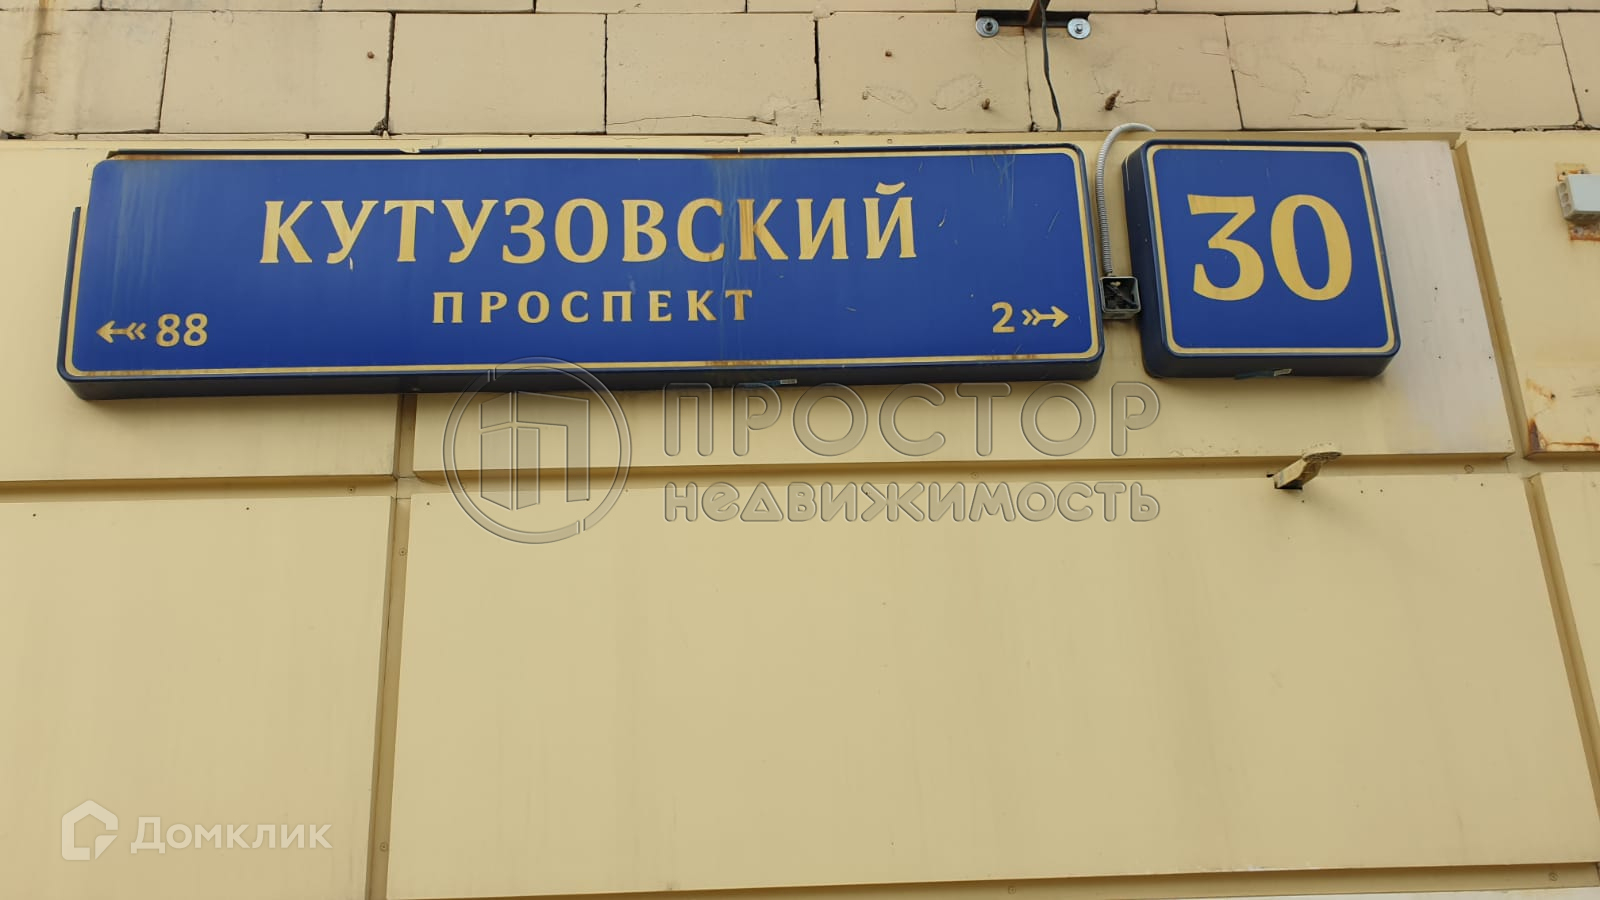 КУТУЗОВСКИЙ
ПРОСПЕКТ
88
2
30
ПРОСТОР
НЕДВИЖИМОСТЬ
Домклик